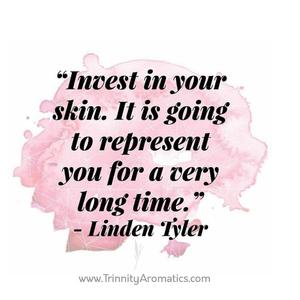 “Invest in your
skin. It is going
to represent
you for a very
long time.”
- Linden Tyler
www.TrinnityAromatics.com